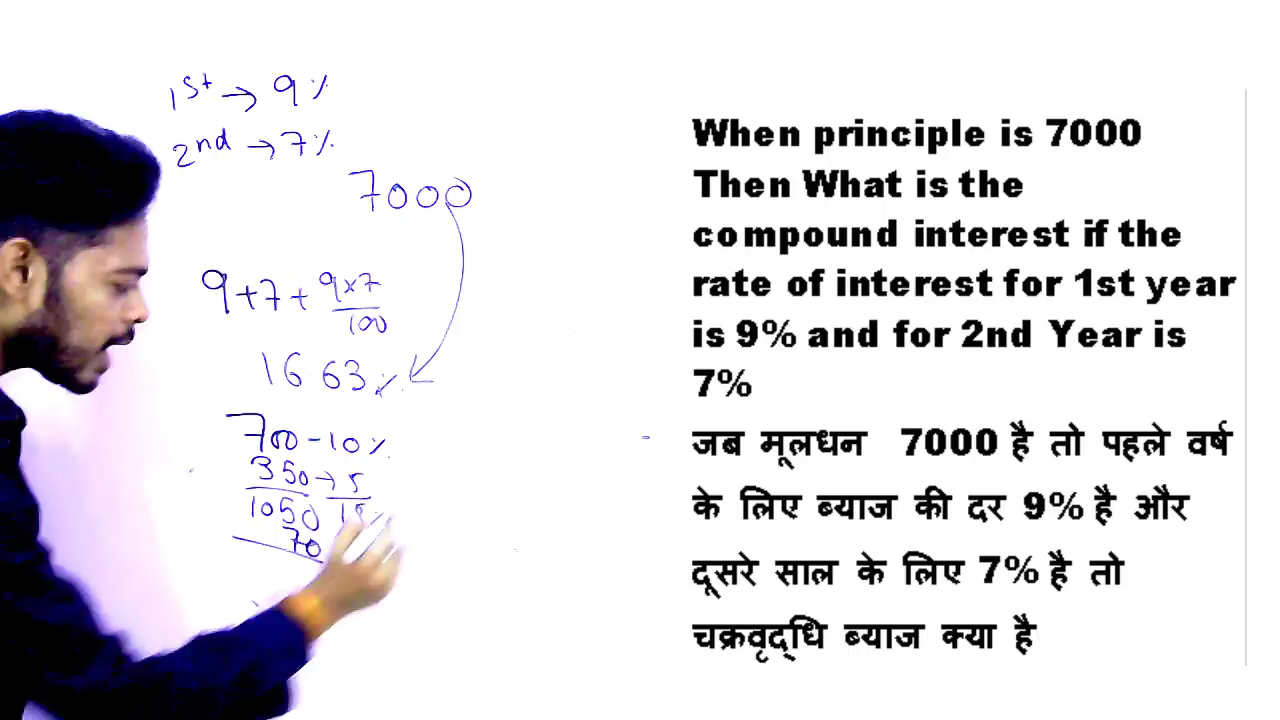 1st → 9%
2nd → 7%
7000
9+7+ 9×7
100
16.63%
700 - 10%
350 → 5
1050
70
When principle is 7000
Then What is the
compound interest if the
rate of interest for 1st year
is 9% and for 2nd Year is
7%
जब मूलधन 7000 है तो पहले वर्ष
के लिए ब्याज की दर 9% है और
दूसरे साल के लिए 7% है तो
चक्रवृद्धि ब्याज क्या है